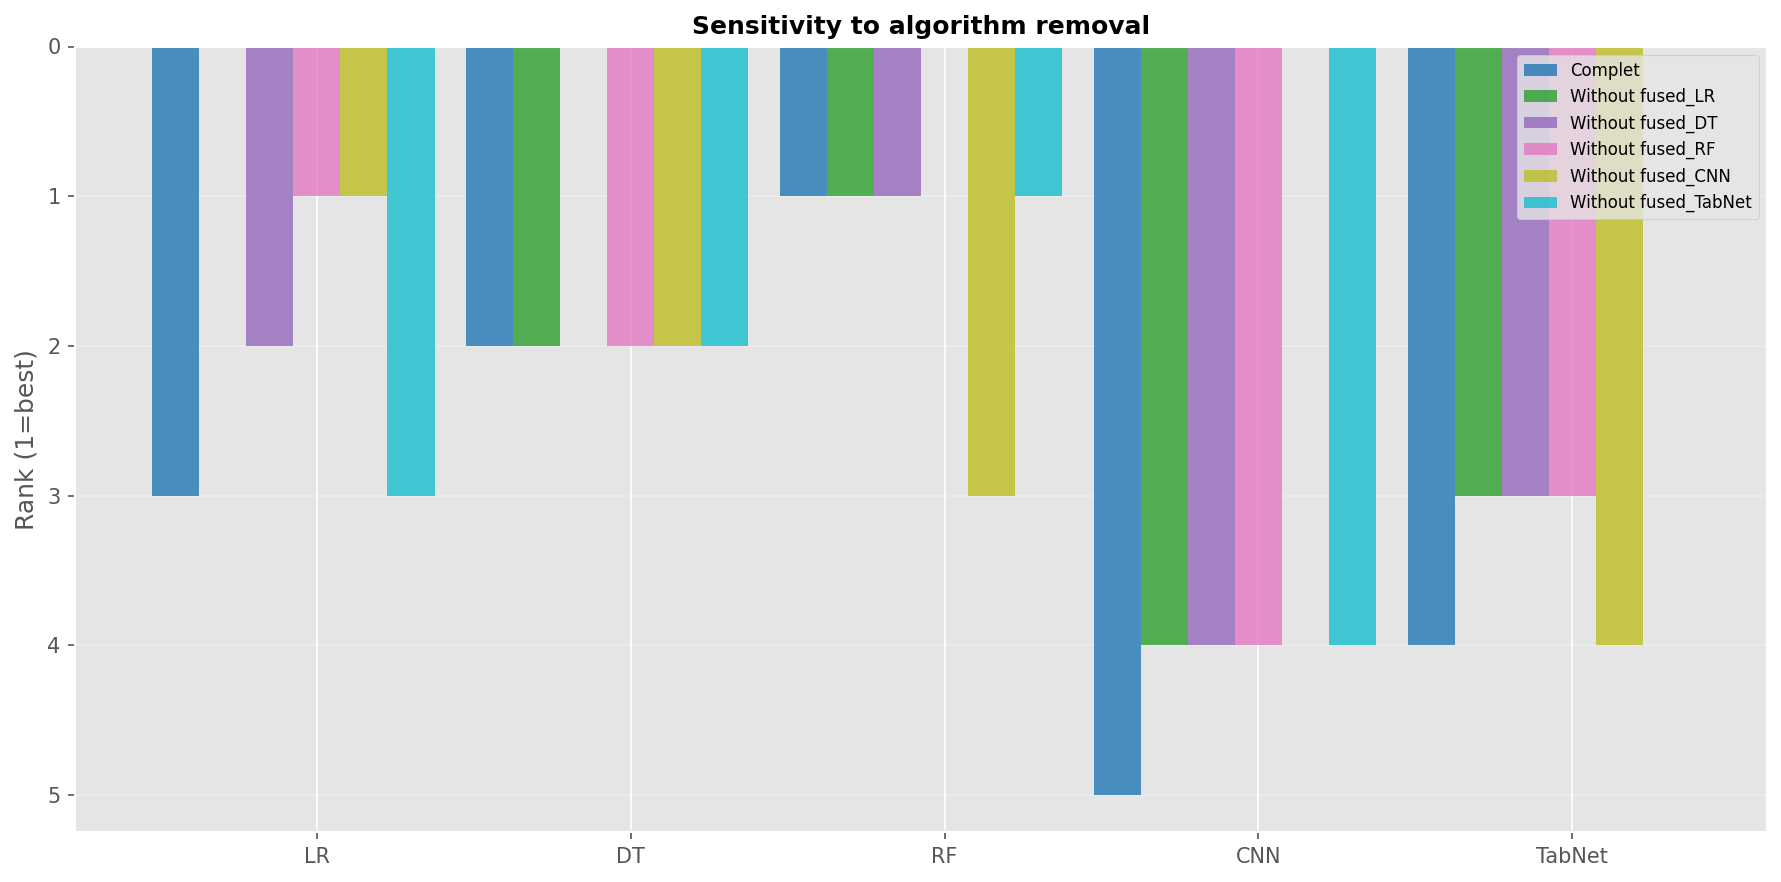 Sensitivity to algorithm removal
0
1
2
3
4
5
Rank (1=best)
Complet
Without fused_LR
Without fused_DT
Without fused_RF
Without fused_CNN
Without fused_TabNet
LR DT RF CNN TabNet